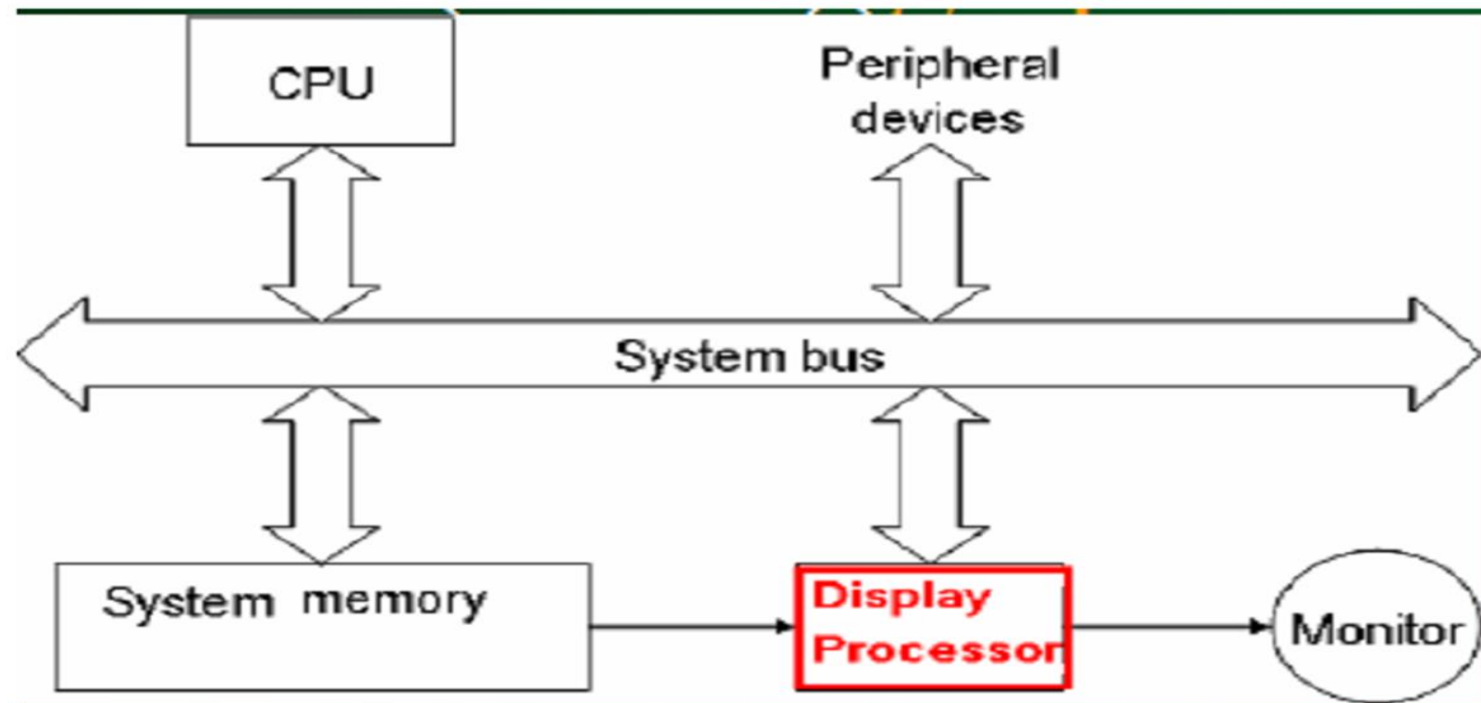 CPU
Peripheral
devices
System bus
System memory
Display
Processor
Monitor